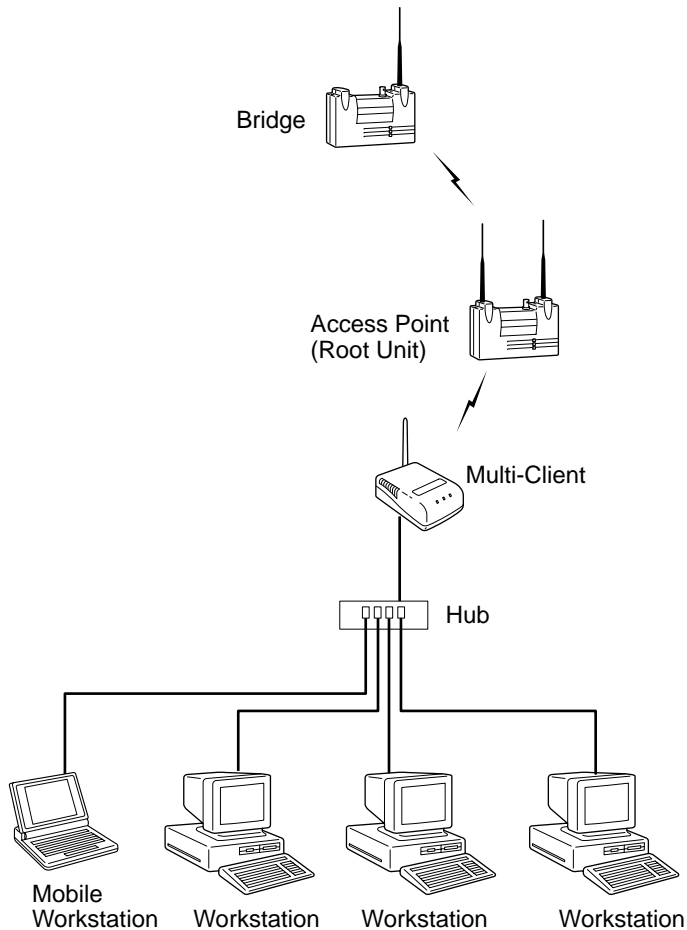 Bridge
Access Point
(Root Unit)
Multi-Client
Hub
Mobile
Workstation
Workstation
Workstation
Workstation